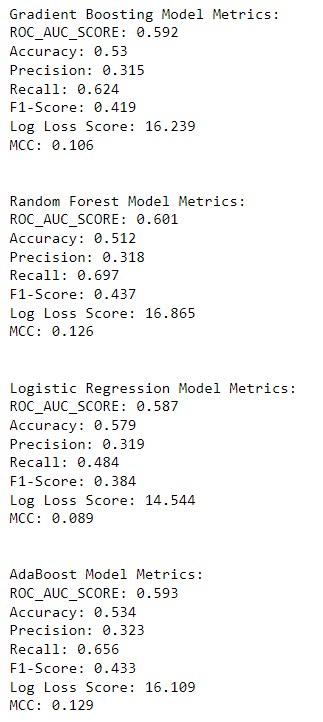 Gradient Boosting Model Metrics:
ROC_AUC_SCORE: 0.592
Accuracy: 0.53
Precision: 0.315
Recall: 0.624
F1-Score: 0.419
Log Loss Score: 16.239
MCC: 0.106
Random Forest Model Metrics:
ROC_AUC_SCORE: 0.601
Accuracy: 0.512
Precision: 0.318
Recall: 0.697
F1-Score: 0.437
Log Loss Score: 16.865
MCC: 0.126
Logistic Regression Model Metrics:
ROC_AUC_SCORE: 0.587
Accuracy: 0.579
Precision: 0.319
Recall: 0.484
F1-Score: 0.384
Log Loss Score: 14.544
MCC: 0.089
AdaBoost Model Metrics:
ROC_AUC_SCORE: 0.593
Accuracy: 0.534
Precision: 0.323
Recall: 0.656
F1-Score: 0.433
Log Loss Score: 16.109
MCC: 0.129